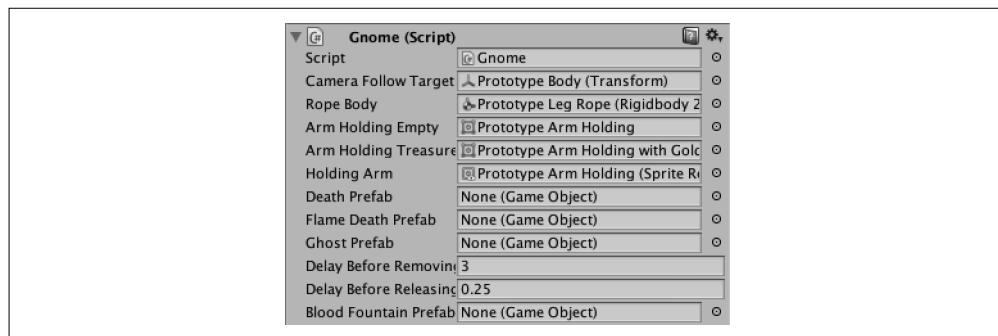 Gnome (Script)
Script Gnome
Camera Follow Target Prototype Body (Transform)
Rope Body Prototype Leg Rope (Rigidbody 2
Arm Holding Empty Prototype Arm Holding
Arm Holding Treasure Prototype Arm Holding with Gold
Holding Arm Prototype Arm Holding (Sprite Re
Death Prefab None (Game Object)
Flame Death Prefab None (Game Object)
Ghost Prefab None (Game Object)
Delay Before Removing 3
Delay Before Releasing 0.25
Blood Fountain Prefab None (Game Object)